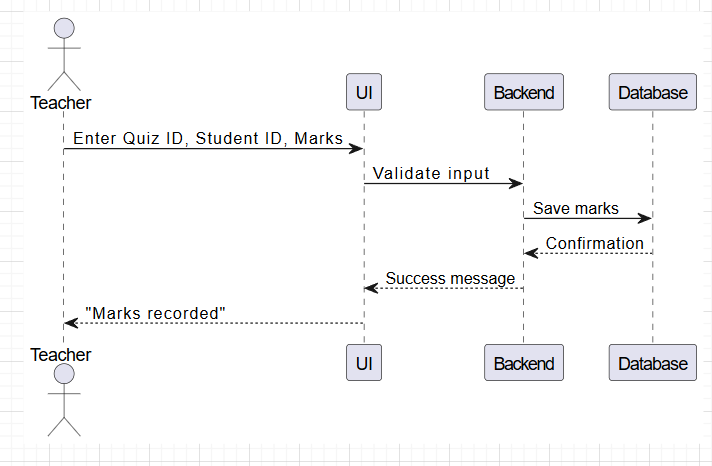 Teacher
UI
Backend
Database
Enter Quiz ID, Student ID, Marks
Validate input
Save marks
Confirmation
Success message
"Marks recorded"
Teacher
UI
Backend
Database